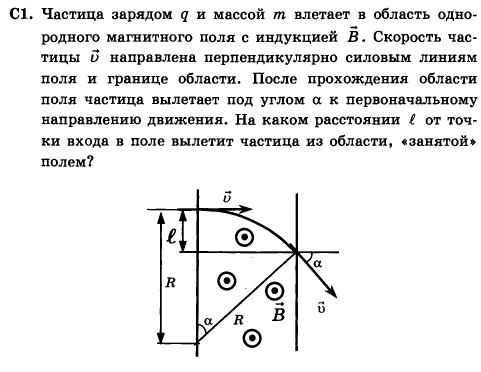 С1. Частица зарядом q и массой m влетает в область одно-
родного магнитного поля с индукцией B⃗. Скорость час-
тицы υ⃗ направлена перпендикулярно силовым линиям
поля и границе области. После прохождения области
поля частица вылетает под углом α к первоначальному
направлению движения. На каком расстоянии ℓ от точ-
ки входа в поле вылетит частица из области, «занятой»
полем?
υ⃗
ℓ
α
R
B⃗
υ⃗
α
R